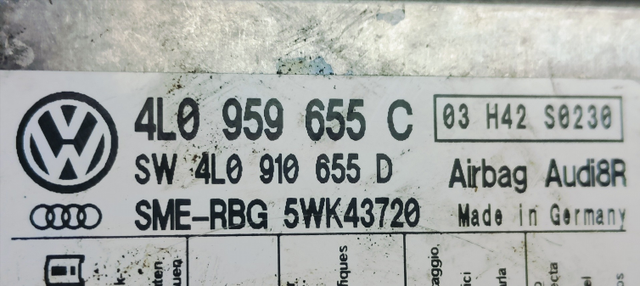 4L0 959 655 C 03 H42 S0230
SW 4L0 910 655 D Airbag Audi8R
SME-RBG 5WK43720 Made in Germany